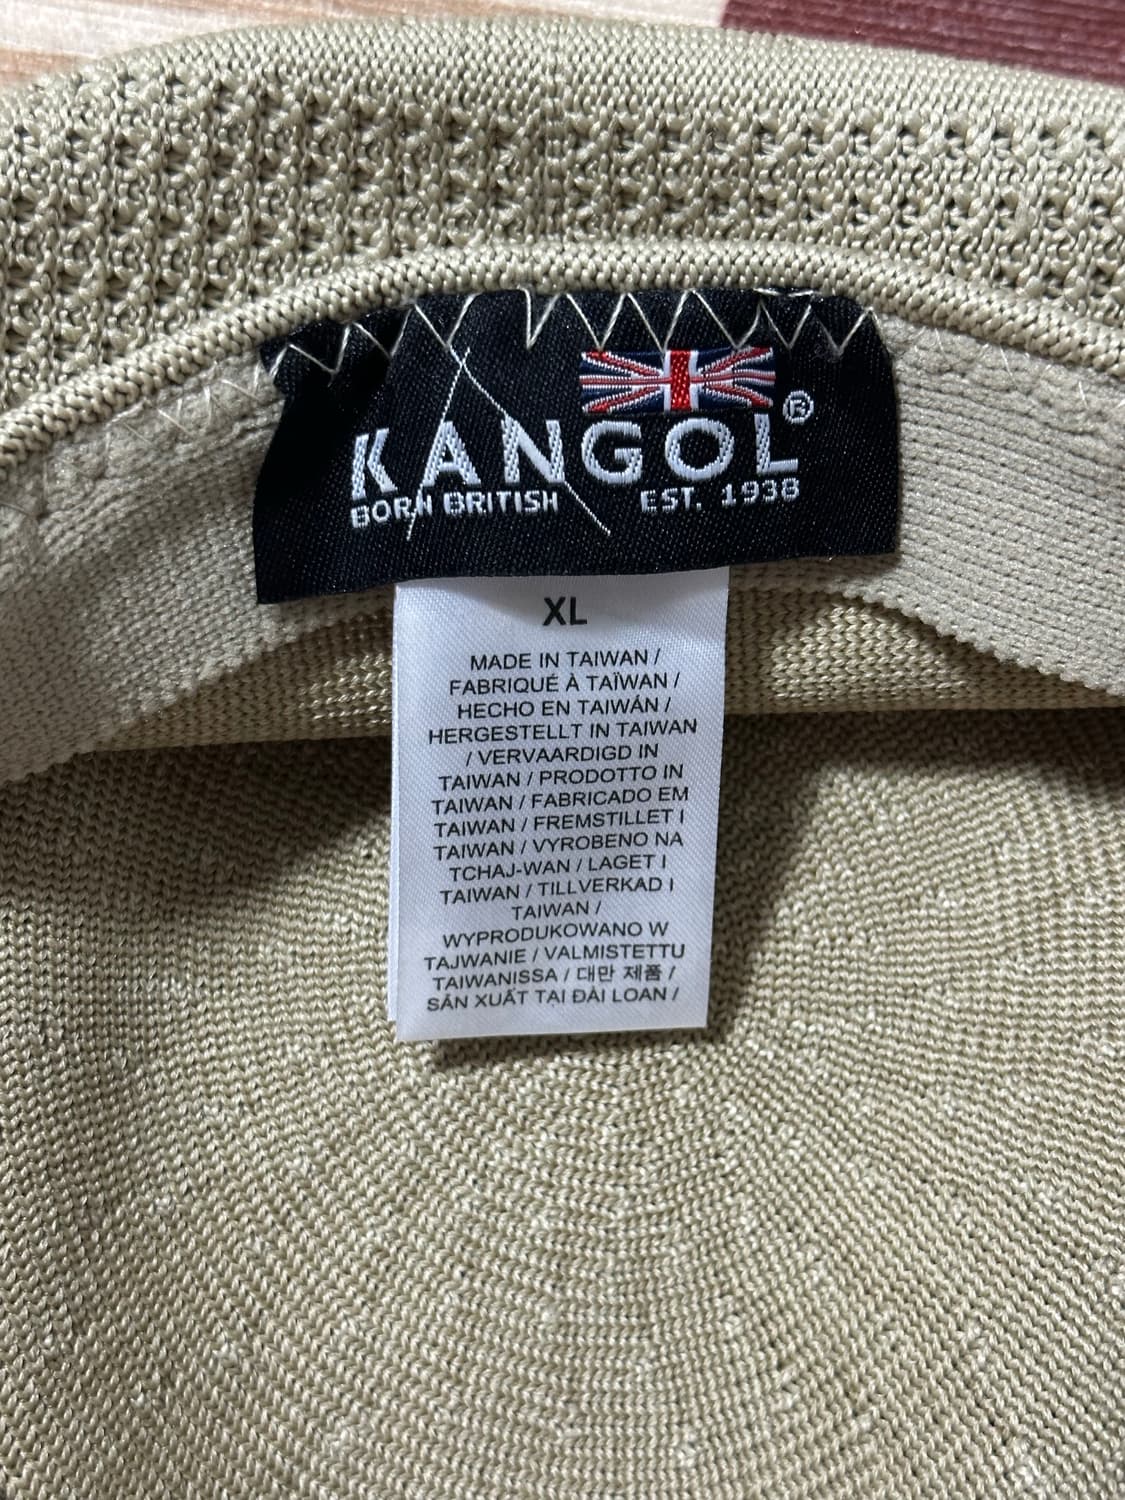 KANGOL®
BORN BRITISH EST. 1938
XL
MADE IN TAIWAN /
FABRIQUÉ À TAÏWAN /
HECHO EN TAIWÁN /
HERGESTELLT IN TAIWAN
/ VERVAARDIGD IN
TAIWAN / PRODOTTO IN
TAIWAN / FABRICADO EM
TAIWAN / FREMSTILLET I
TAIWAN / VYROBENO NA
TCHAJ-WAN / LAGET I
TAIWAN / TILLVERKAD I
TAIWAN /
WYPRODUKOWANO W
TAJWANIE / VALMISTETTU
TAIWANISSA / 대만 제품 /
SẢN XUẤT TẠI ĐÀI LOAN /